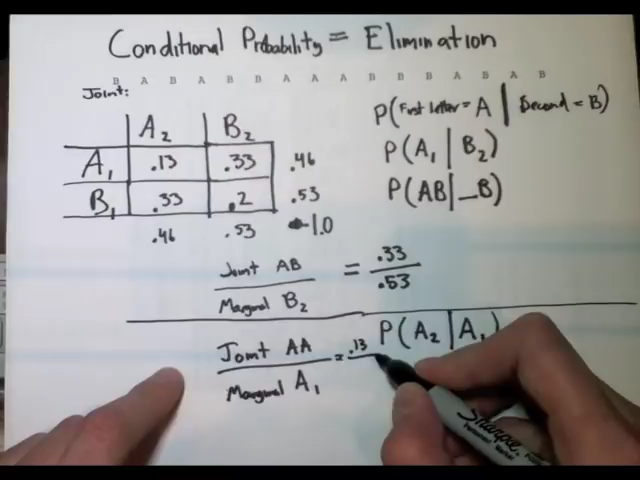 Conditional Probability = Elimination
B A B A B B A A A B B B A B A B
Joint:
P(First letter = A | Second = B)
A₂ B₂
A₁ .13 .33 .46
P(A₁ | B₂)
B₁ .33 .2 .53
P(AB|_B)
.46 .53 1.0
Joint AB = .33
Marginal B₂ .53
P(A₂ | A₁)
Joint AA = .13
Marginal A₁
Sharpie